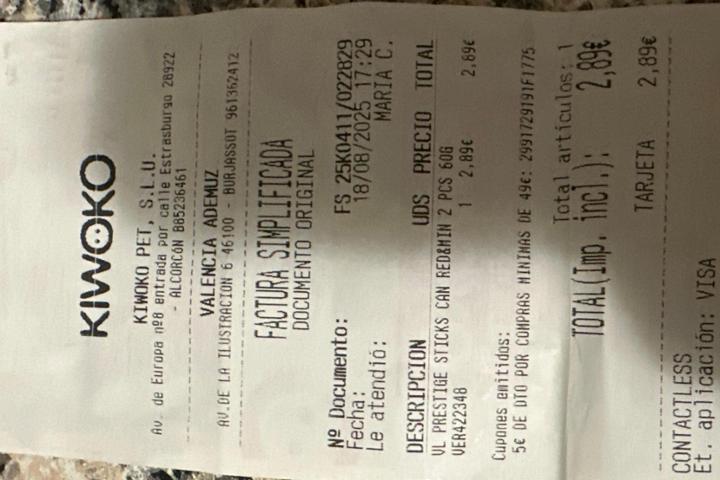 KIWOKO
KIWOKO PET, S.L.U.
Av. de Europa nº8 entrada por calle Estrasburgo 28922
- ALCORCÓN B85236461
VALENCIA ADEMUZ
AV.DE LA ILUSTRACION 6 46100 - BURJASSOT 961362412
FACTURA SIMPLIFICADA
DOCUMENTO ORIGINAL
Nº Documento: FS 25K0411/022829
Fecha: 18/08/2025 17:29
Le atendió: MARIA C.
DESCRIPCION UDS PRECIO TOTAL
VL PRESTIGE STICKS CAN RED&MIN 2 PCS 60G
VER422348 1 2,89€ 2,89€
Cupones emitidos:
5€ DE DTO POR COMPRAS MINIMAS DE 49€: 2991729191F1775
Total artículos: 1
TOTAL(Imp. incl.): 2,89€
TARJETA 2,89€
CONTACTLESS
Et. aplicación: VISA